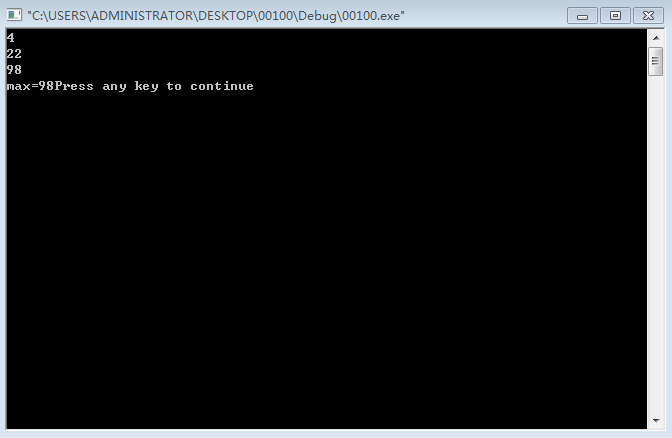 "C:\USERS\ADMINISTRATOR\DESKTOP\00100\Debug\00100.exe"
4
22
98
max=98Press any key to continue